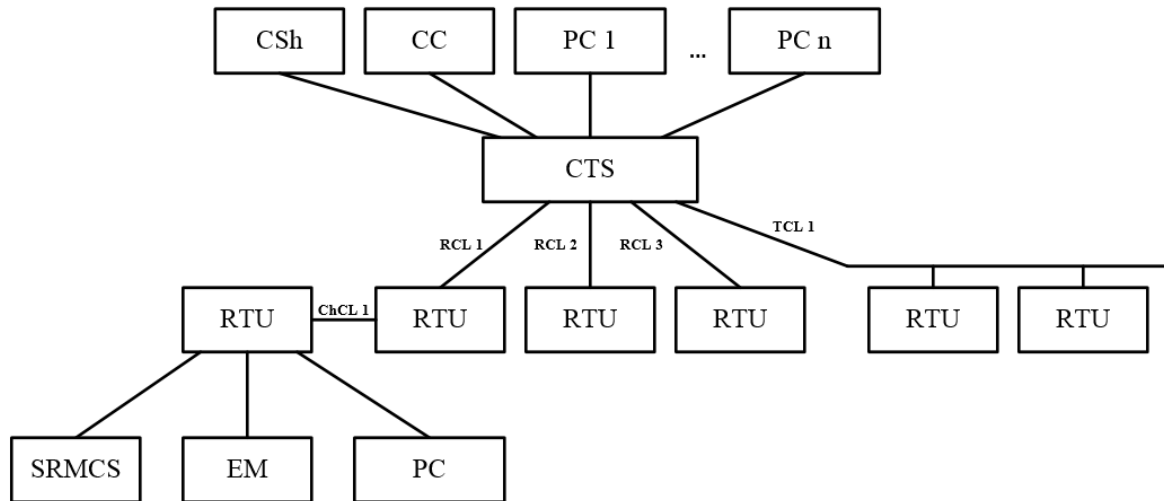 CSh
CC
PC 1
...
PC n
CTS
TCL 1
RCL 1
RCL 2
RCL 3
RTU
ChCL 1
RTU
RTU
RTU
RTU
RTU
SRMCS
EM
PC